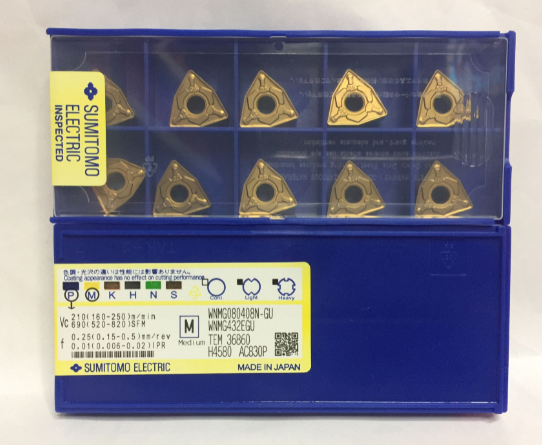 SUMITOMO
ELECTRIC
INSPECTED
色調・光沢の違いは性能には影響ありません。
Coating appearance has no effect on cutting performance.
P M K H N S
Cont. Light Heavy
Vc 210(160-250)m/min
690(520-820)SFM
f 0.25(0.15-0.5)mm/rev
0.01(0.006-0.02)IPR
M
Medium
WNMG080408N-GU
WNMG432EGU
TEM 36860
H4580 AC830P
SUMITOMO ELECTRIC
MADE IN JAPAN